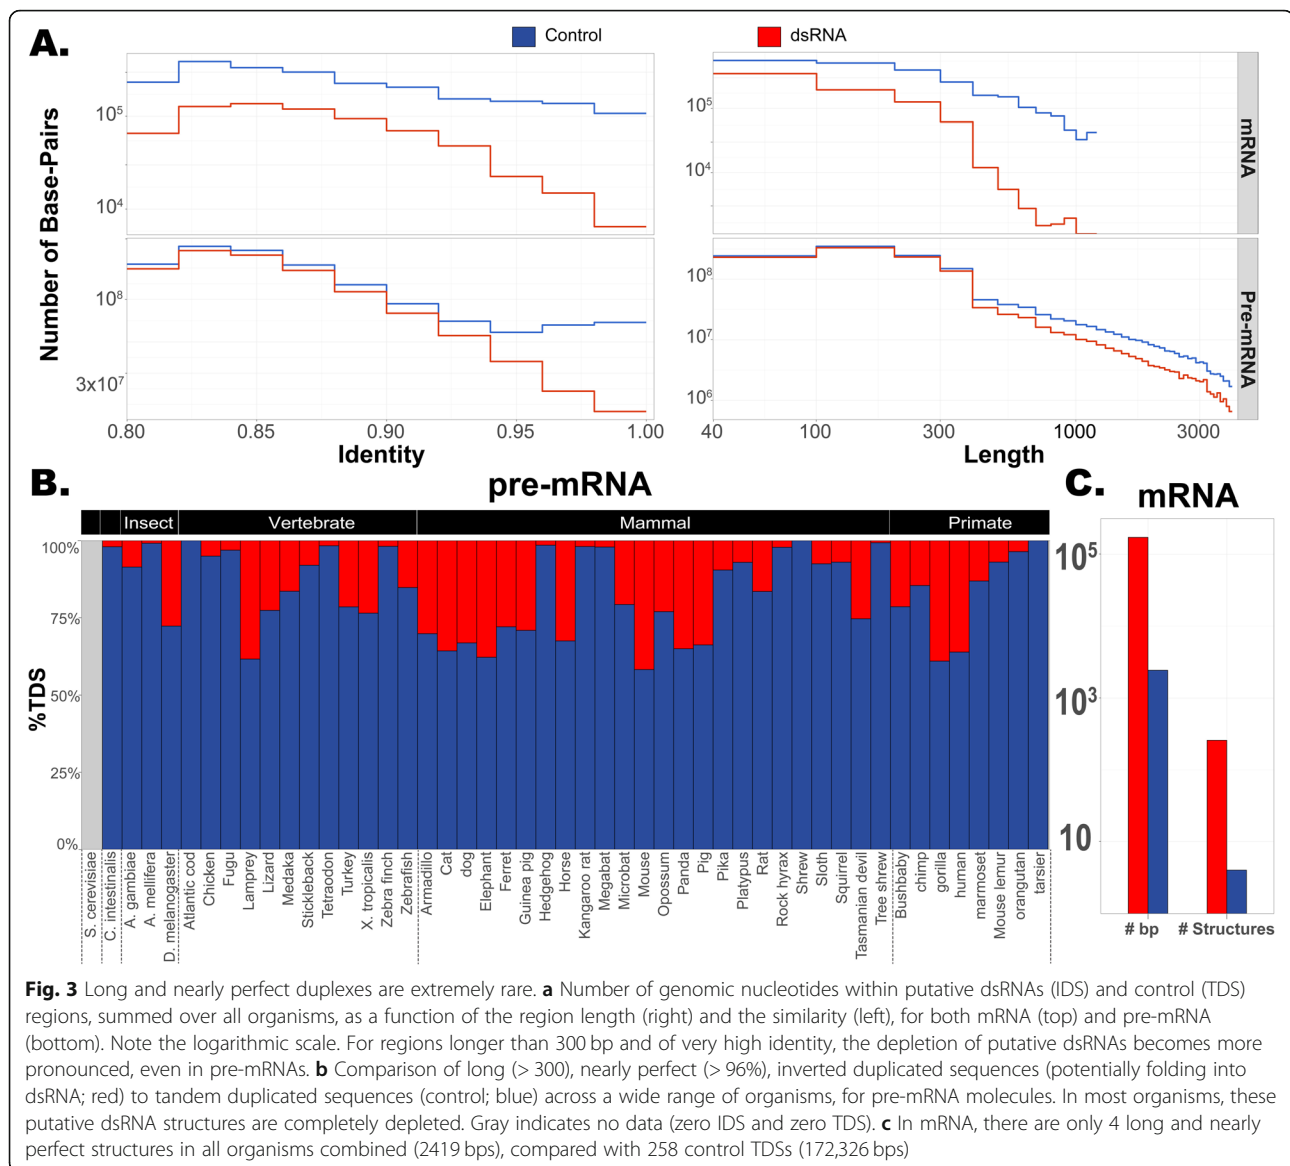 A.
Control
dsRNA
Number of Base-Pairs
10⁵
10⁴
10⁸
3x10⁷
0.80
0.85
0.90
0.95
1.00
Identity
10⁵
10⁴
mRNA
10⁸
10⁷
10⁶
Pre-mRNA
40
100
300
1000
3000
Length
B.
pre-mRNA
Insect
Vertebrate
Mammal
Primate
%TDS
100%
75%
50%
25%
0%
S. cerevisiae
C. intestinalis
A. gambiae
A. mellifera
D. melanogaster
Atlantic cod
Chicken
Fugu
Lamprey
Lizard
Medaka
Stickleback
Tetraodon
Turkey
X. tropicalis
Zebra finch
Zebrafish
Armadillo
Cat
dog
Elephant
Ferret
Guinea pig
Hedgehog
Horse
Kangaroo rat
Megabat
Microbat
Mouse
Opossum
Panda
Pig
Pika
Platypus
Rat
Rock hyrax
Shrew
Sloth
Squirrel
Tasmanian devil
Tree shrew
Bushbaby
chimp
gorilla
human
marmoset
Mouse lemur
orangutan
tarsier
C.
mRNA
10⁵
10³
10
# bp
# Structures
Fig. 3 Long and nearly perfect duplexes are extremely rare. a Number of genomic nucleotides within putative dsRNAs (IDS) and control (TDS)
regions, summed over all organisms, as a function of the region length (right) and the similarity (left), for both mRNA (top) and pre-mRNA
(bottom). Note the logarithmic scale. For regions longer than 300 bp and of very high identity, the depletion of putative dsRNAs becomes more
pronounced, even in pre-mRNAs. b Comparison of long (> 300), nearly perfect (> 96%), inverted duplicated sequences (potentially folding into
dsRNA; red) to tandem duplicated sequences (control; blue) across a wide range of organisms, for pre-mRNA molecules. In most organisms, these
putative dsRNA structures are completely depleted. Gray indicates no data (zero IDS and zero TDS). c In mRNA, there are only 4 long and nearly
perfect structures in all organisms combined (2419 bps), compared with 258 control TDSs (172,326 bps)